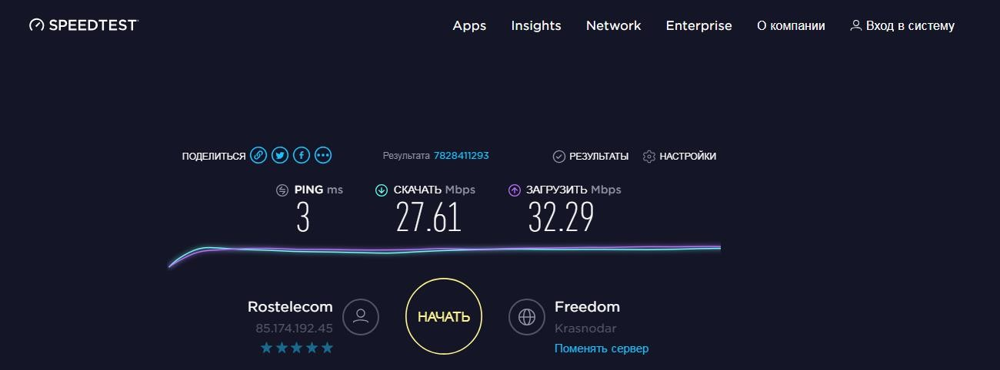 SPEEDTEST Apps Insights Network Enterprise О компании Вход в систему
ПОДЕЛИТЬСЯ Результата 7828411293 РЕЗУЛЬТАТЫ НАСТРОЙКИ
PING ms СКАЧАТЬ Mbps ЗАГРУЗИТЬ Mbps
3 27.61 32.29
Rostelecom НАЧАТЬ Freedom
85.174.192.45 Krasnodar
Поменять сервер